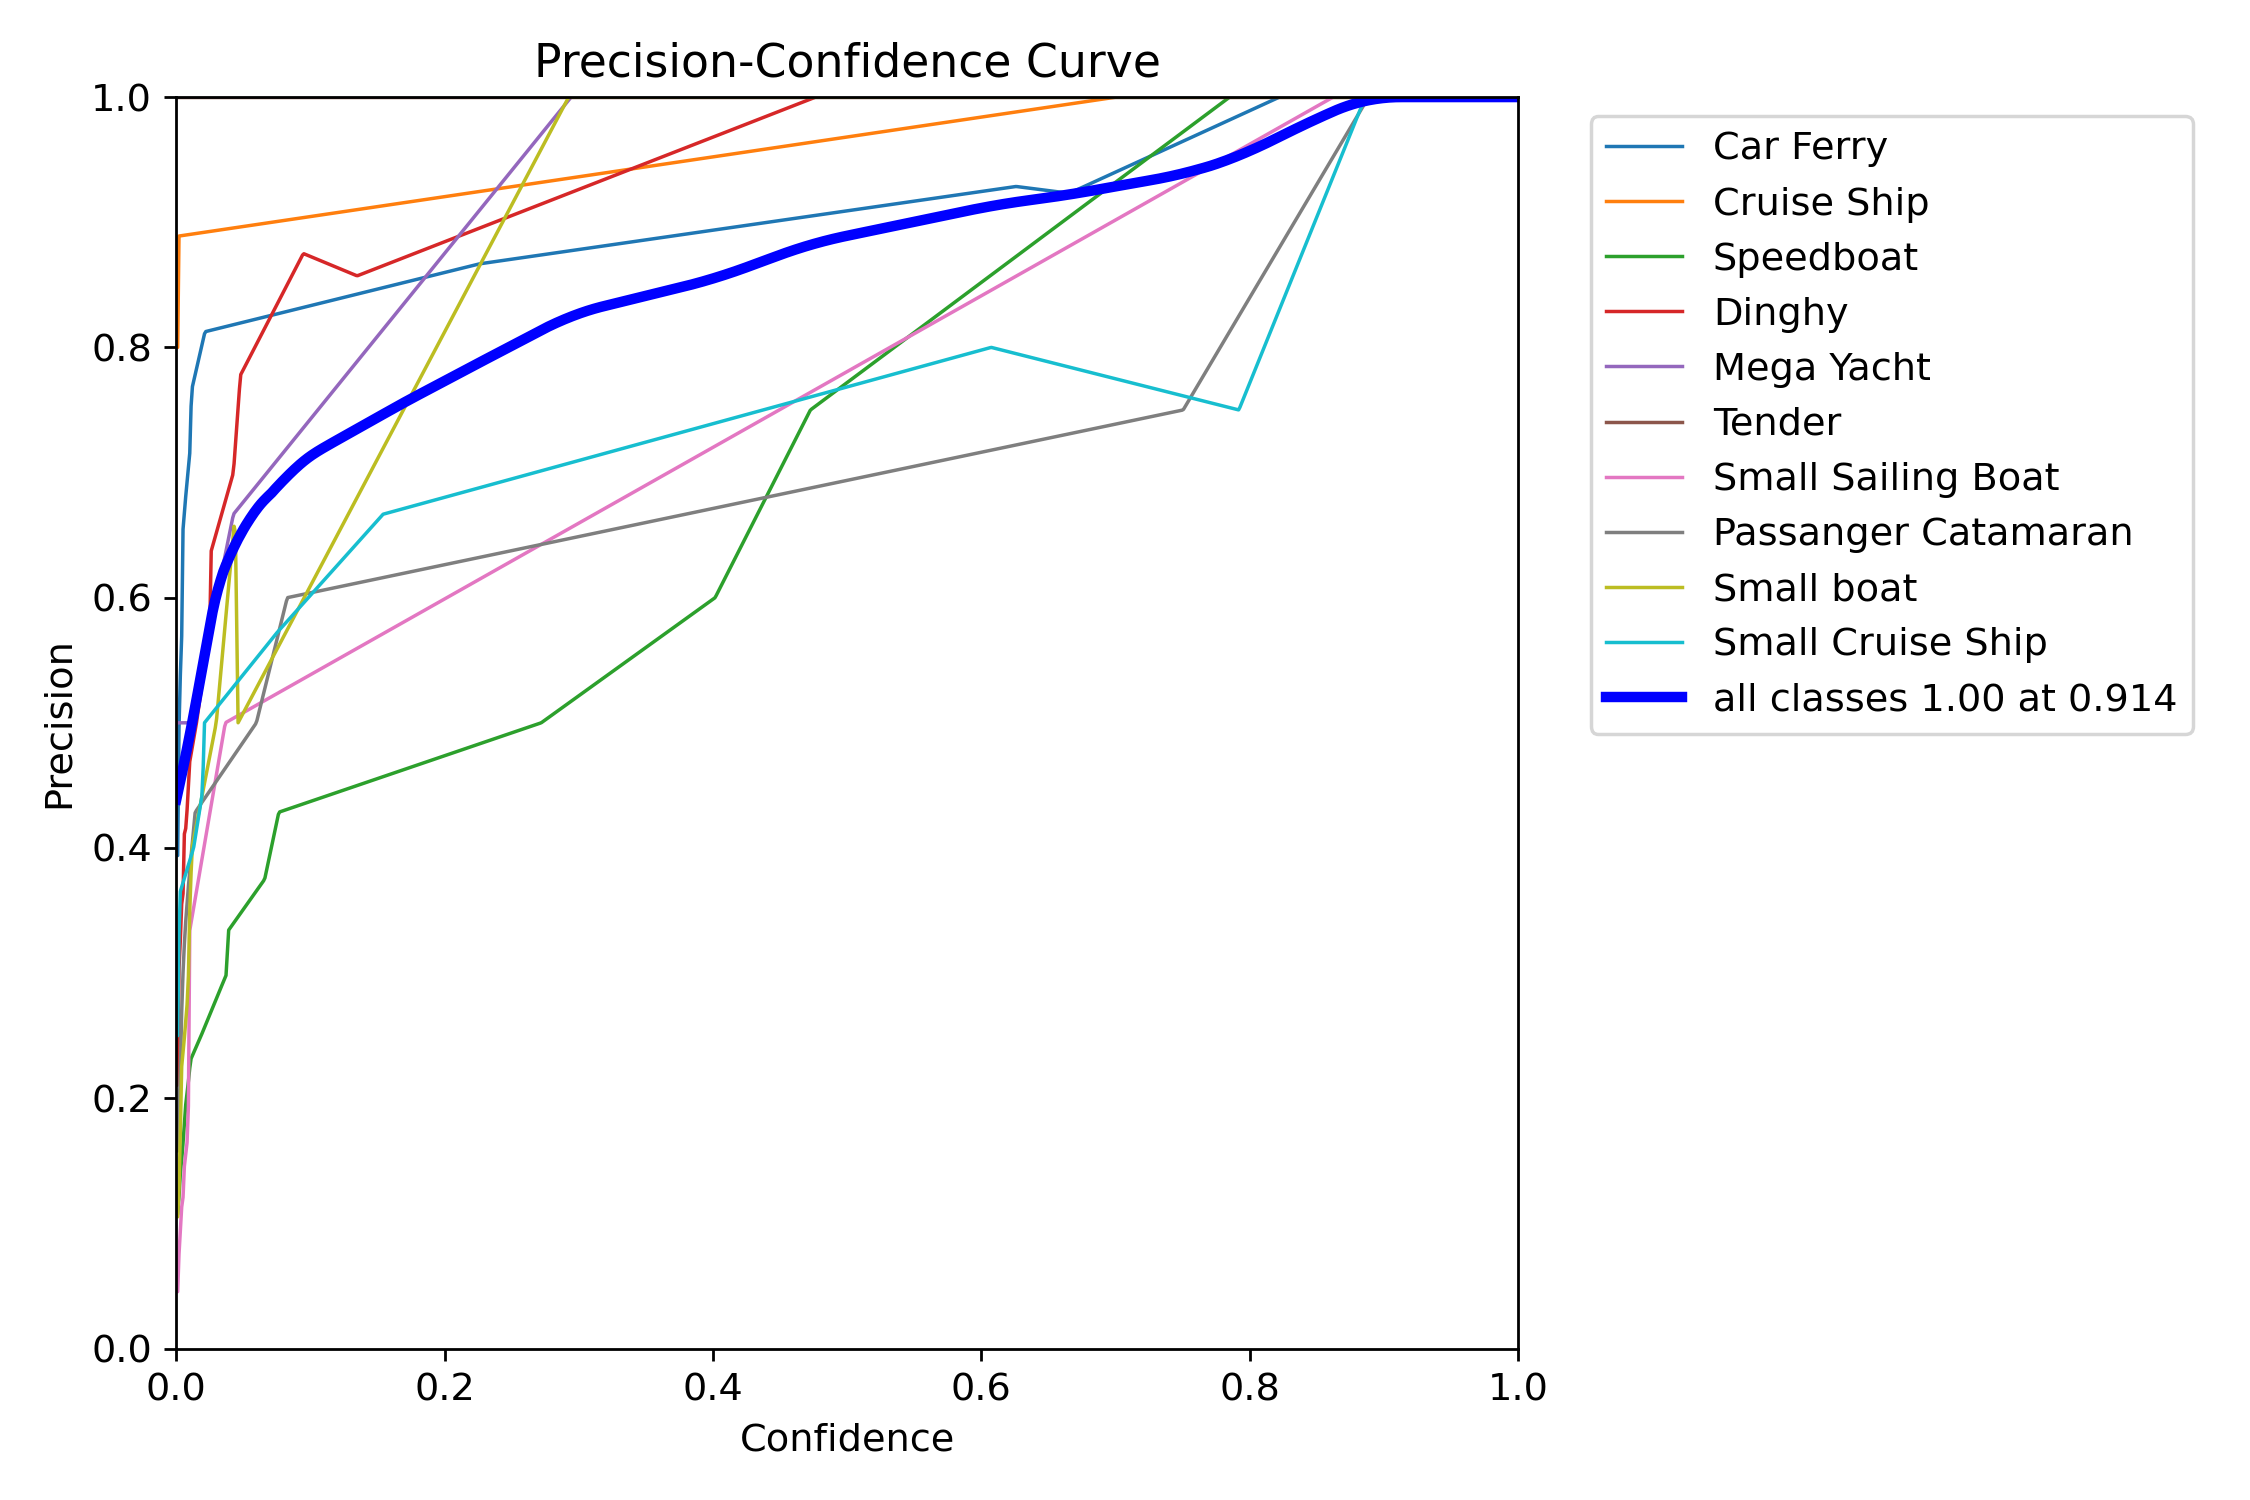 Precision-Confidence Curve
1.0
0.8
0.6
0.4
0.2
0.0
Precision
0.0 0.2 0.4 0.6 0.8 1.0
Confidence
Car Ferry
Cruise Ship
Speedboat
Dinghy
Mega Yacht
Tender
Small Sailing Boat
Passanger Catamaran
Small boat
Small Cruise Ship
all classes 1.00 at 0.914